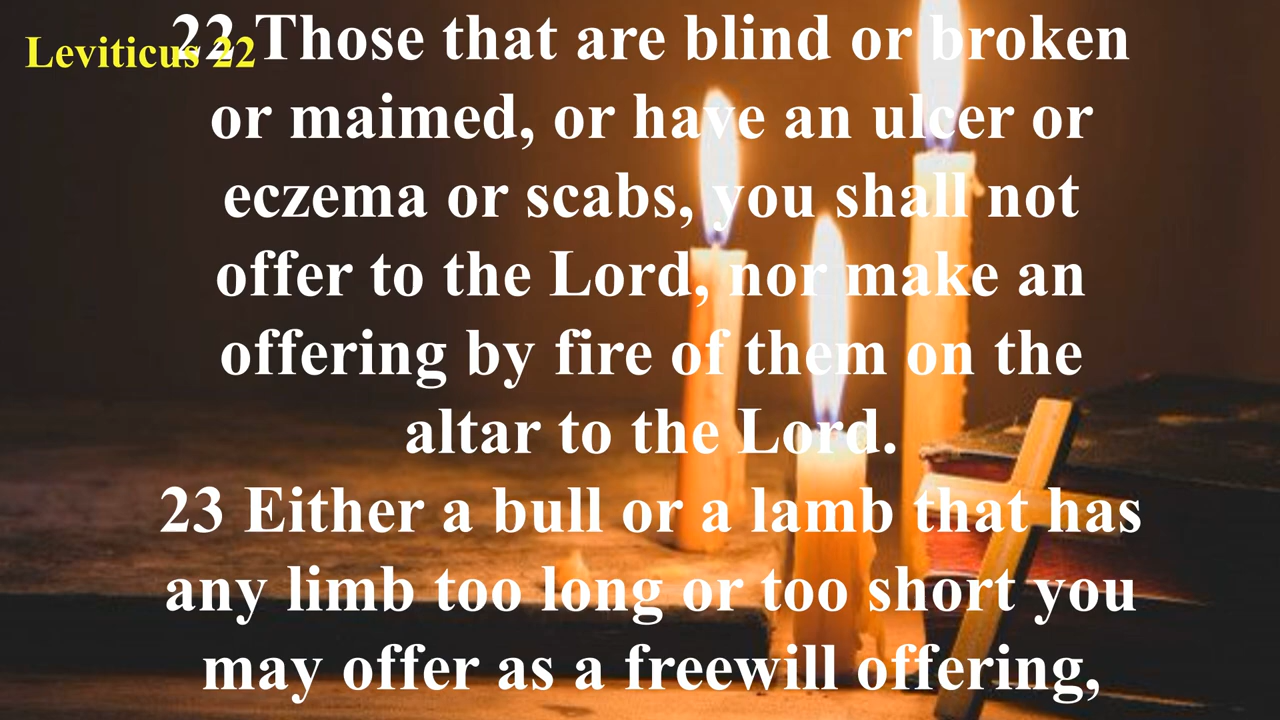 Leviticus 22
22 Those that are blind or broken
or maimed, or have an ulcer or
eczema or scabs, you shall not
offer to the Lord, nor make an
offering by fire of them on the
altar to the Lord.
23 Either a bull or a lamb that has
any limb too long or too short you
may offer as a freewill offering,